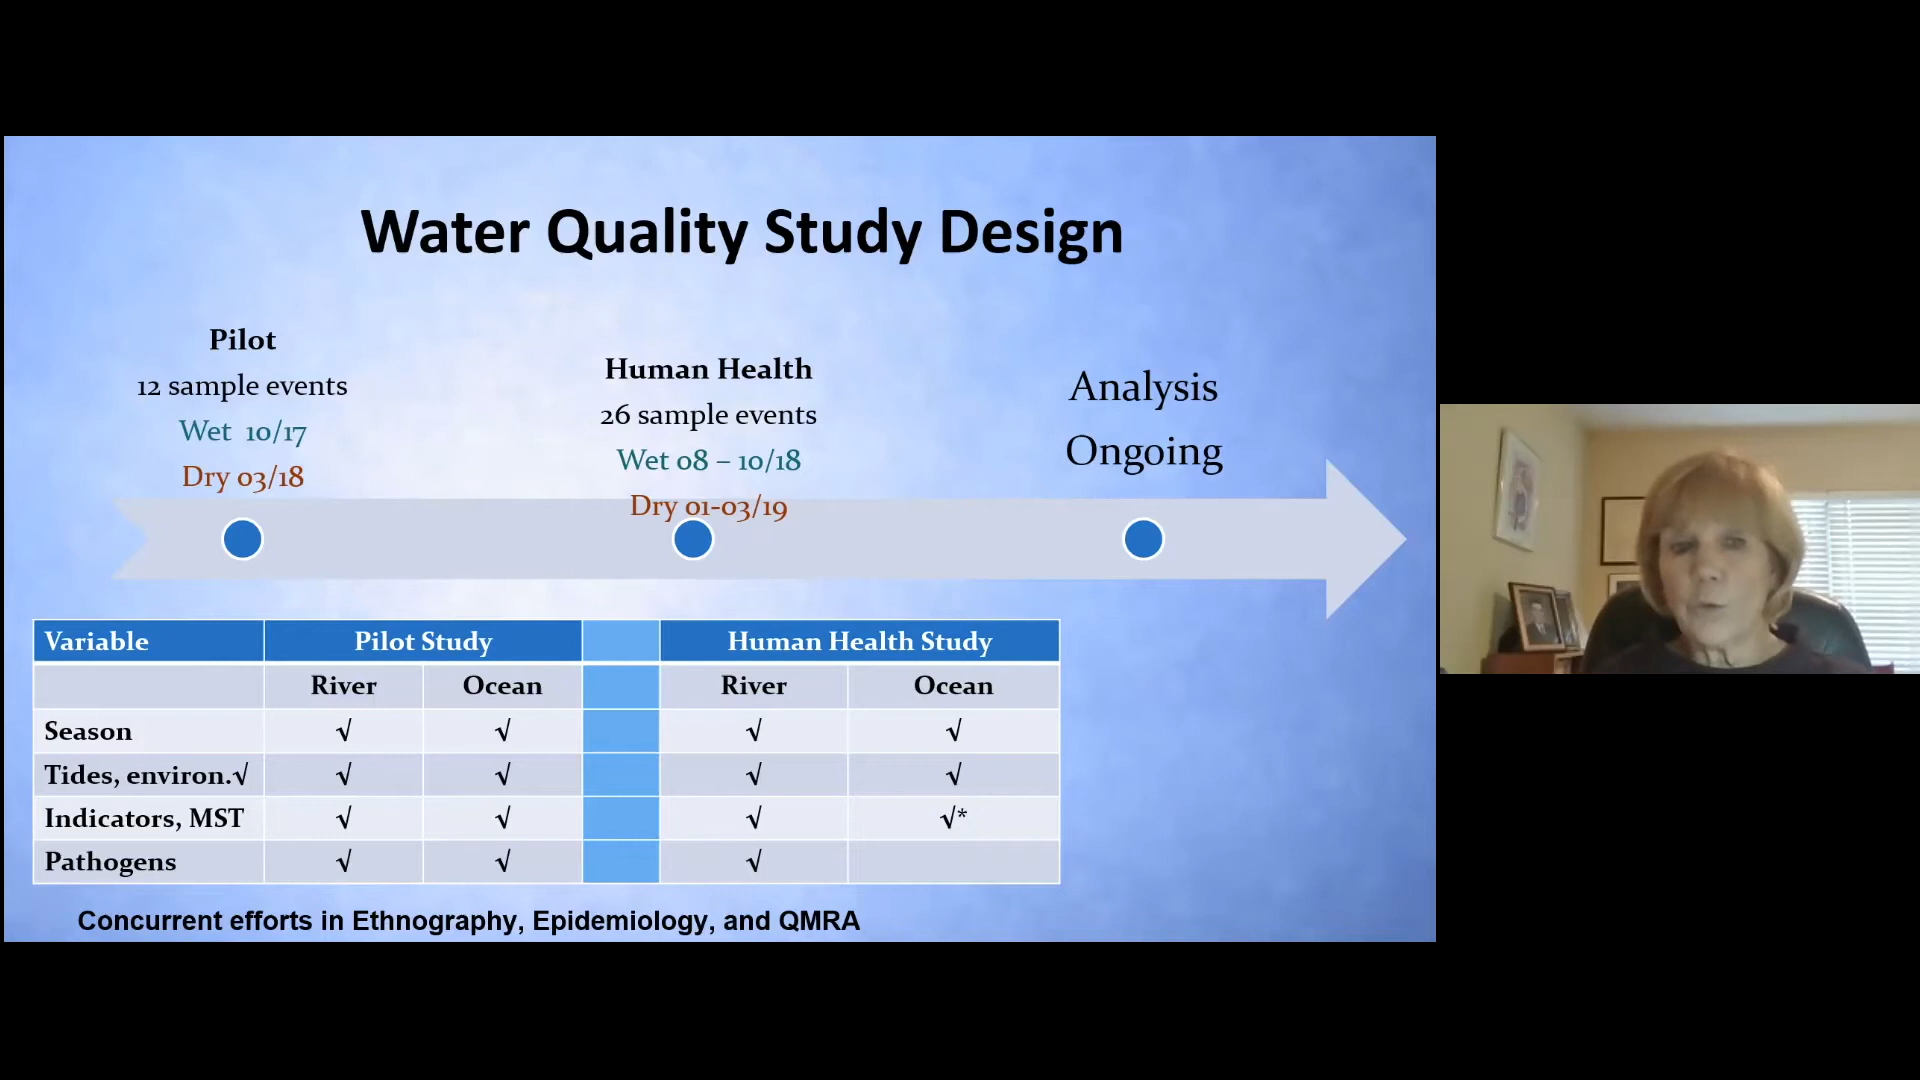 Water Quality Study Design
Pilot
12 sample events
Wet 10/17
Dry 03/18
Human Health
26 sample events
Wet 08 – 10/18
Dry 01-03/19
Analysis
Ongoing
Variable Pilot Study Human Health Study
River Ocean River Ocean
Season √ √ √ √
Tides, environ.√ √ √ √ √
Indicators, MST √ √ √ √*
Pathogens √ √ √
Concurrent efforts in Ethnography, Epidemiology, and QMRA